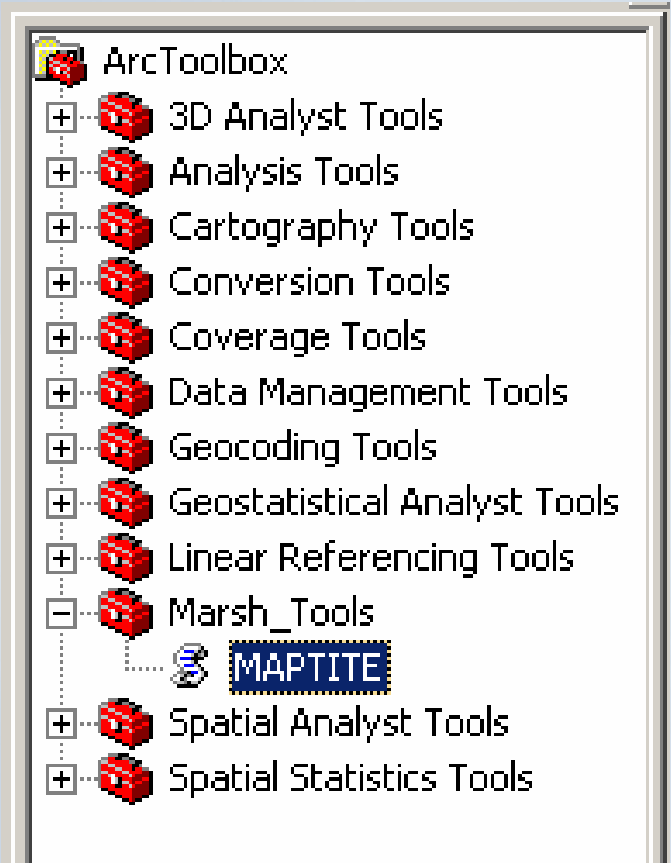 ArcToolbox
3D Analyst Tools
Analysis Tools
Cartography Tools
Conversion Tools
Coverage Tools
Data Management Tools
Geocoding Tools
Geostatistical Analyst Tools
Linear Referencing Tools
Marsh_Tools
MAPTITE
Spatial Analyst Tools
Spatial Statistics Tools